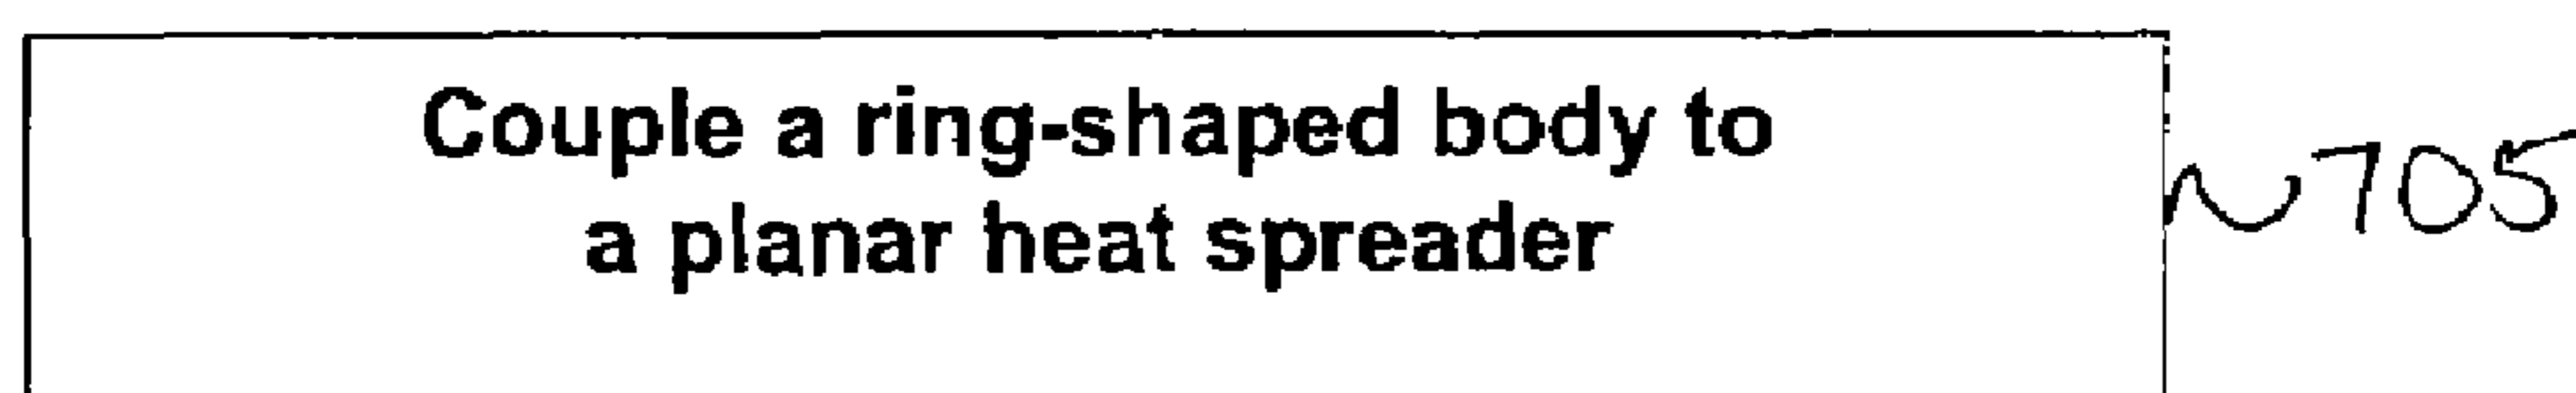 Couple a ring-shaped body to
a planar heat spreader
705